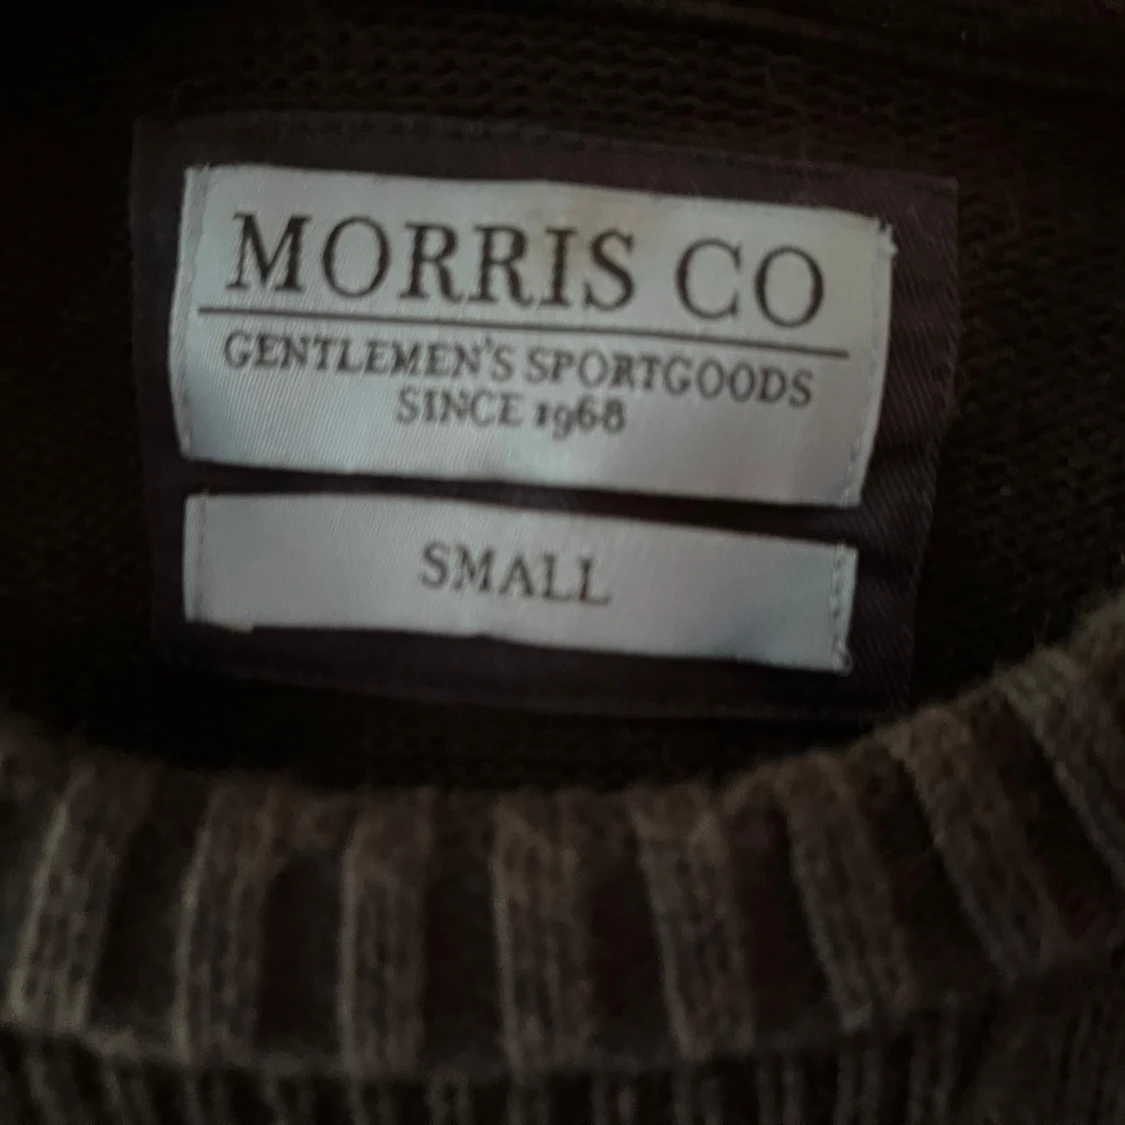 MORRIS CO
GENTLEMEN'S SPORTGOODS
SINCE 1968
SMALL